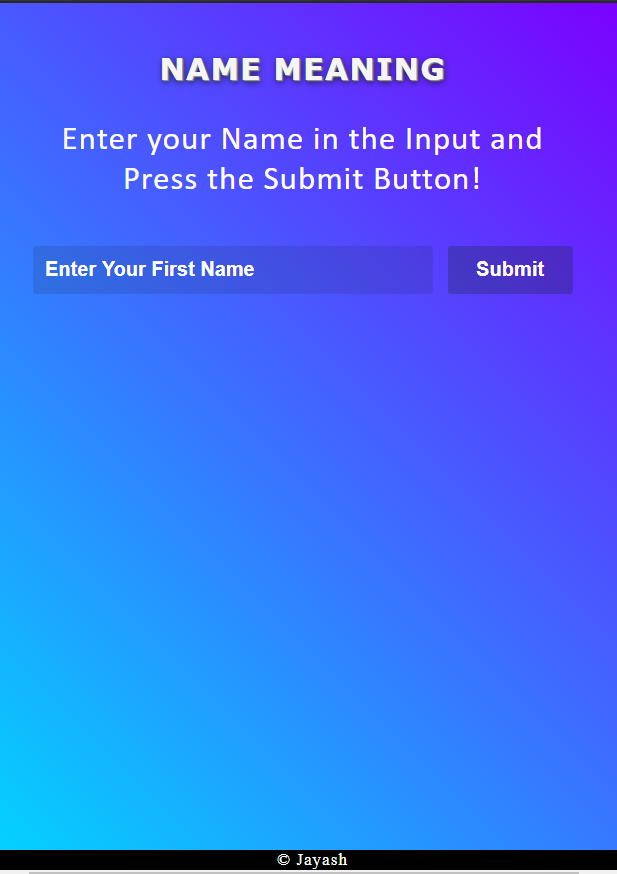 NAME MEANING
Enter your Name in the Input and
Press the Submit Button!
Enter Your First Name
Submit
© Jayash